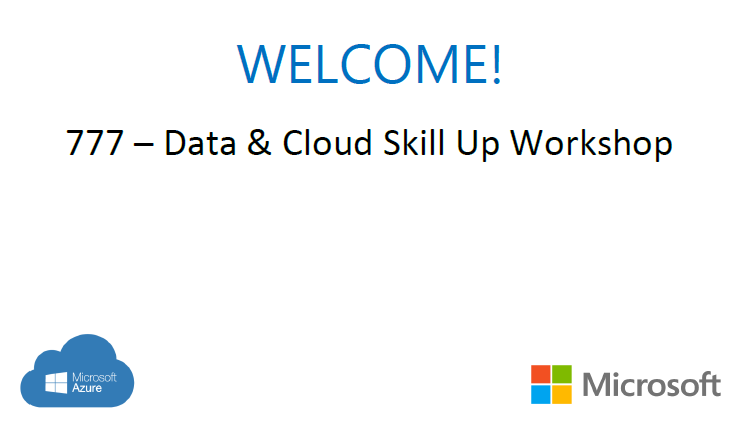 WELCOME!
777 – Data & Cloud Skill Up Workshop
Microsoft
Azure
Microsoft